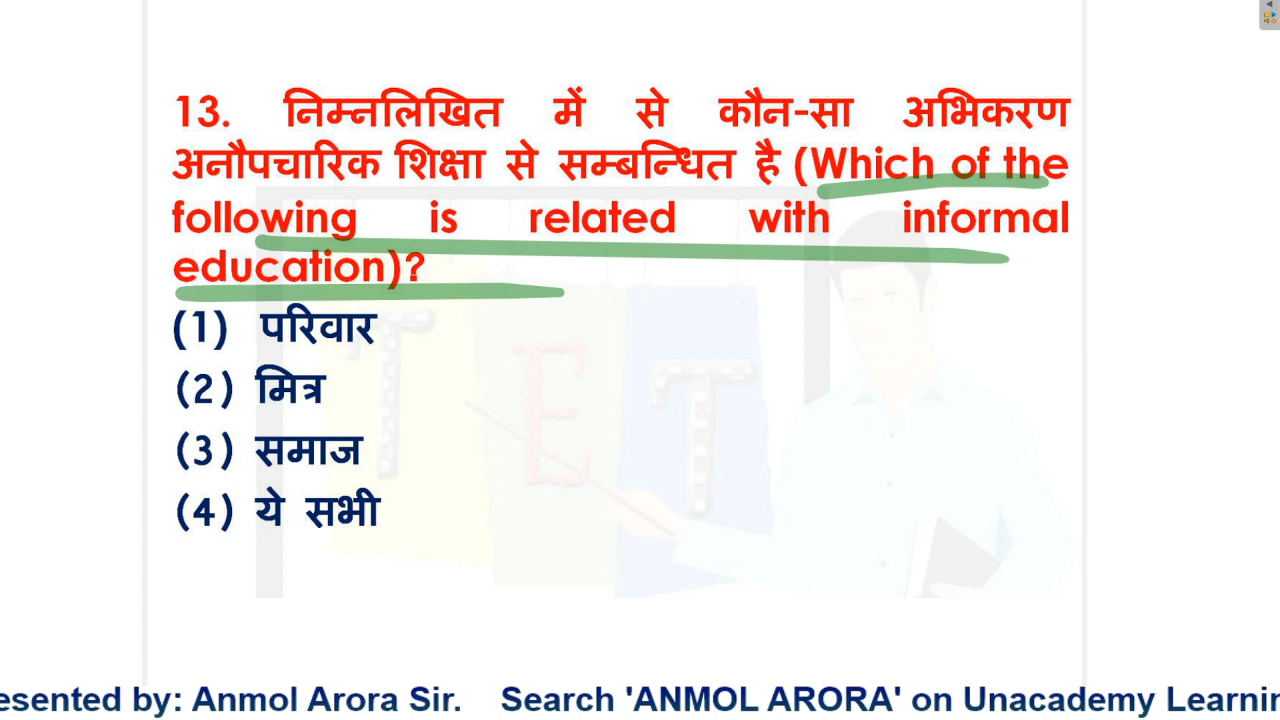 13. निम्नलिखित में से कौन-सा अभिकरण
अनौपचारिक शिक्षा से सम्बन्धित है (Which of the
following is related with informal
education)?
(1) परिवार
(2) मित्र
(3) समाज
(4) ये सभी
TET
esented by: Anmol Arora Sir. Search 'ANMOL ARORA' on Unacademy Learnin